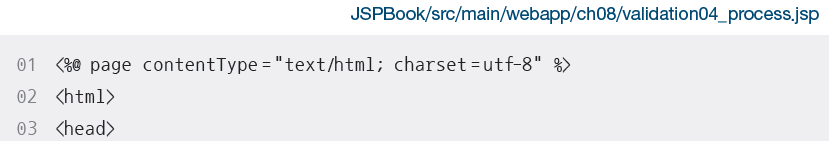 JSPBook/src/main/webapp/ch08/validation04_process.jsp
01 <%@ page contentType="text/html; charset=utf-8" %>
02 <html>
03 <head>